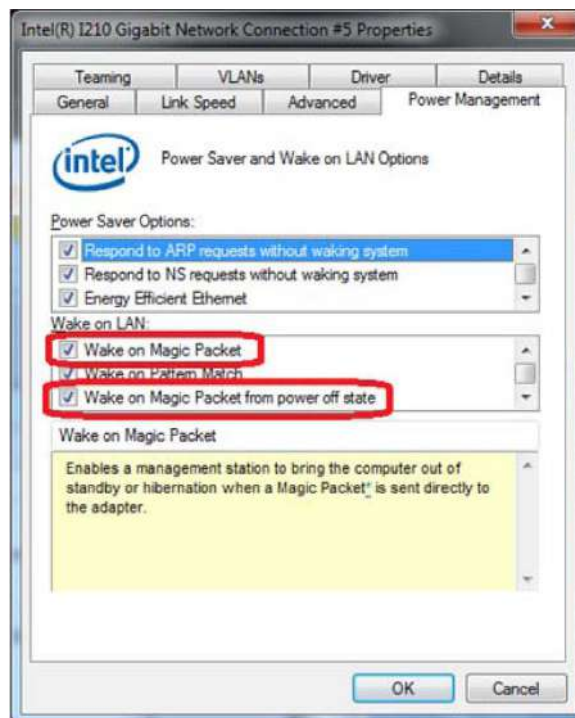 Intel(R) I210 Gigabit Network Connection #5 Properties
Teaming VLANs Driver Details
General Link Speed Advanced Power Management
intel
Power Saver and Wake on LAN Options
Power Saver Options:
Respond to ARP requests without waking system
Respond to NS requests without waking system
Energy Efficient Ethernet
Wake on LAN:
Wake on Magic Packet
Wake on Pattern Match
Wake on Magic Packet from power off state
Wake on Magic Packet
Enables a management station to bring the computer out of
standby or hibernation when a Magic Packet* is sent directly to
the adapter.
OK Cancel